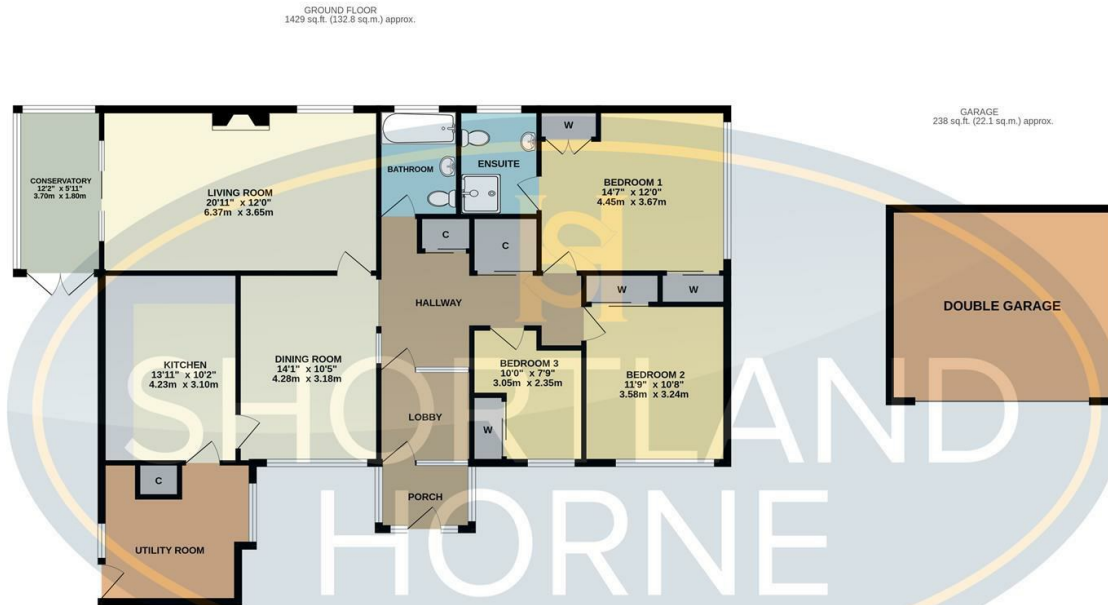 GROUND FLOOR
1429 sq.ft. (132.8 sq.m.) approx.
GARAGE
238 sq.ft. (22.1 sq.m.) approx.
CONSERVATORY
12'2" x 5'11"
3.70m x 1.80m
LIVING ROOM
20'11" x 12'0"
6.37m x 3.65m
BATHROOM
ENSUITE
W
BEDROOM 1
14'7" x 12'0"
4.45m x 3.67m
C
C
HALLWAY
W
W
KITCHEN
13'11" x 10'2"
4.23m x 3.10m
DINING ROOM
14'1" x 10'5"
4.28m x 3.18m
BEDROOM 3
10'0" x 7'9"
3.05m x 2.35m
BEDROOM 2
11'9" x 10'8"
3.58m x 3.24m
DOUBLE GARAGE
LOBBY
W
C
PORCH
UTILITY ROOM
sh
SHORTLAND
HORNE